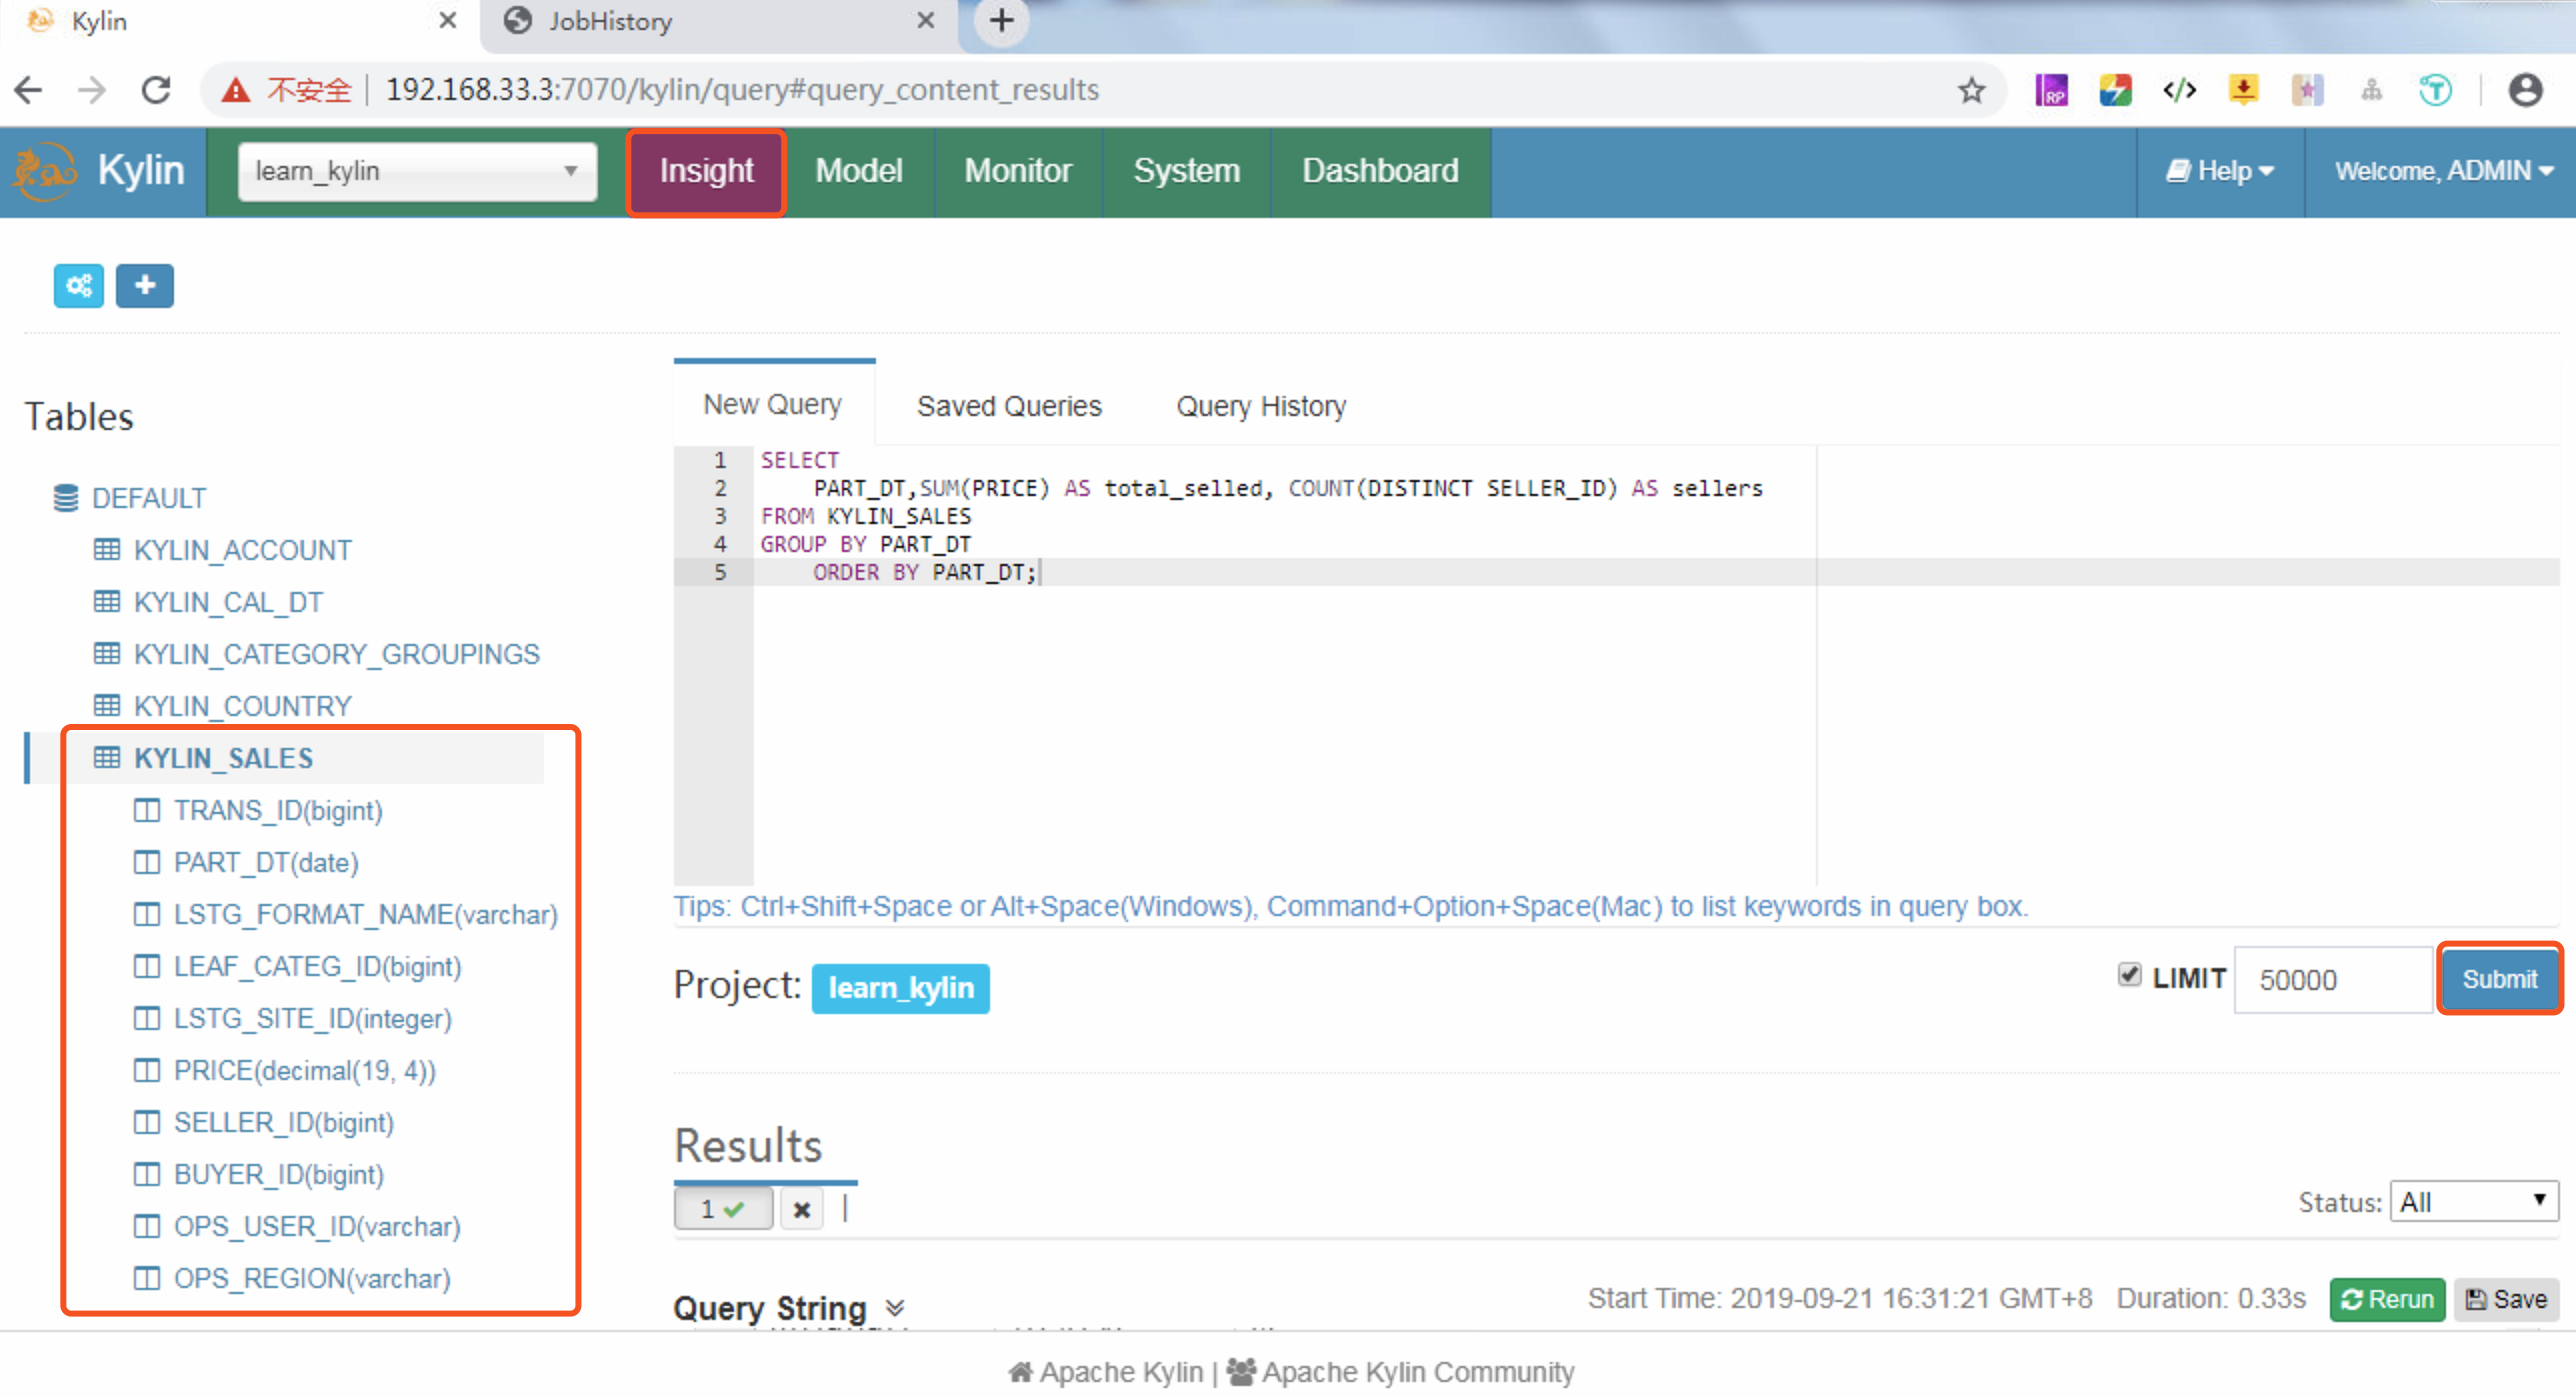 Kylin
JobHistory
不安全 | 192.168.33.3:7070/kylin/query#query_content_results
Kylin
learn_kylin
Insight
Model
Monitor
System
Dashboard
Help
Welcome, ADMIN
Tables
DEFAULT
KYLIN_ACCOUNT
KYLIN_CAL_DT
KYLIN_CATEGORY_GROUPINGS
KYLIN_COUNTRY
KYLIN_SALES
TRANS_ID(bigint)
PART_DT(date)
LSTG_FORMAT_NAME(varchar)
LEAF_CATEG_ID(bigint)
LSTG_SITE_ID(integer)
PRICE(decimal(19, 4))
SELLER_ID(bigint)
BUYER_ID(bigint)
OPS_USER_ID(varchar)
OPS_REGION(varchar)
New Query
Saved Queries
Query History
1 SELECT
2 PART_DT,SUM(PRICE) AS total_selled, COUNT(DISTINCT SELLER_ID) AS sellers
3 FROM KYLIN_SALES
4 GROUP BY PART_DT
5 ORDER BY PART_DT;
Tips: Ctrl+Shift+Space or Alt+Space(Windows), Command+Option+Space(Mac) to list keywords in query box.
Project: learn_kylin
LIMIT 50000 Submit
Results
1
Status: All
Query String
Start Time: 2019-09-21 16:31:21 GMT+8 Duration: 0.33s Rerun Save
Apache Kylin | Apache Kylin Community